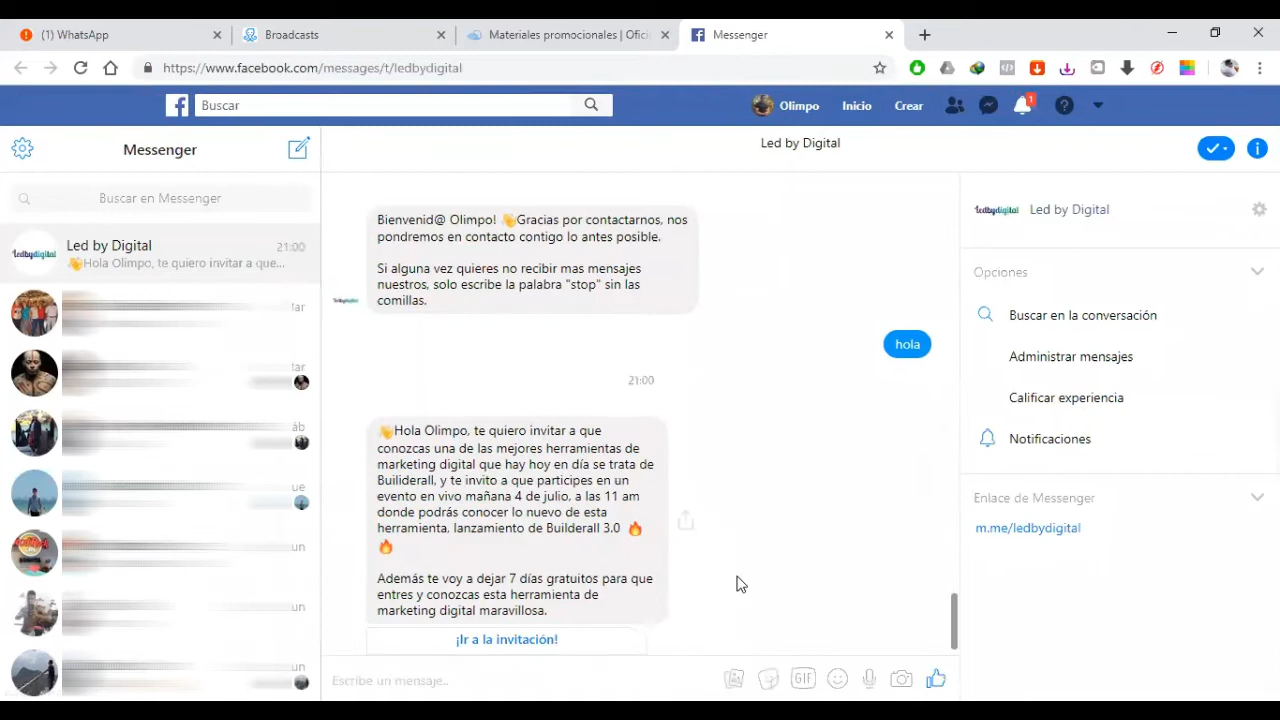 (1) WhatsApp
Broadcasts
Materiales promocionales | Ofici
Messenger
https://www.facebook.com/messages/t/ledbydigital
Buscar
Olimpo
Inicio
Crear
1
Messenger
Led by Digital
Buscar en Messenger
Led by Digital
21:00
👋Hola Olimpo, te quiero invitar a que...
Bienvenid@ Olimpo! 👋Gracias por contactarnos, nos
pondremos en contacto contigo lo antes posible.
Si alguna vez quieres no recibir mas mensajes
nuestros, solo escribe la palabra "stop" sin las
comillas.
hola
21:00
👋Hola Olimpo, te quiero invitar a que
conozcas una de las mejores herramientas de
marketing digital que hay hoy en día se trata de
Builiderall, y te invito a que participes en un
evento en vivo mañana 4 de julio, a las 11 am
donde podrás conocer lo nuevo de esta
herramienta, lanzamiento de Builderall 3.0 🔥
🔥
Además te voy a dejar 7 días gratuitos para que
entres y conozcas esta herramienta de
marketing digital maravillosa.
¡Ir a la invitación!
Escribe un mensaje..
GIF
ledbydigital
Led by Digital
Opciones
Buscar en la conversación
Administrar mensajes
Calificar experiencia
Notificaciones
Enlace de Messenger
m.me/ledbydigital